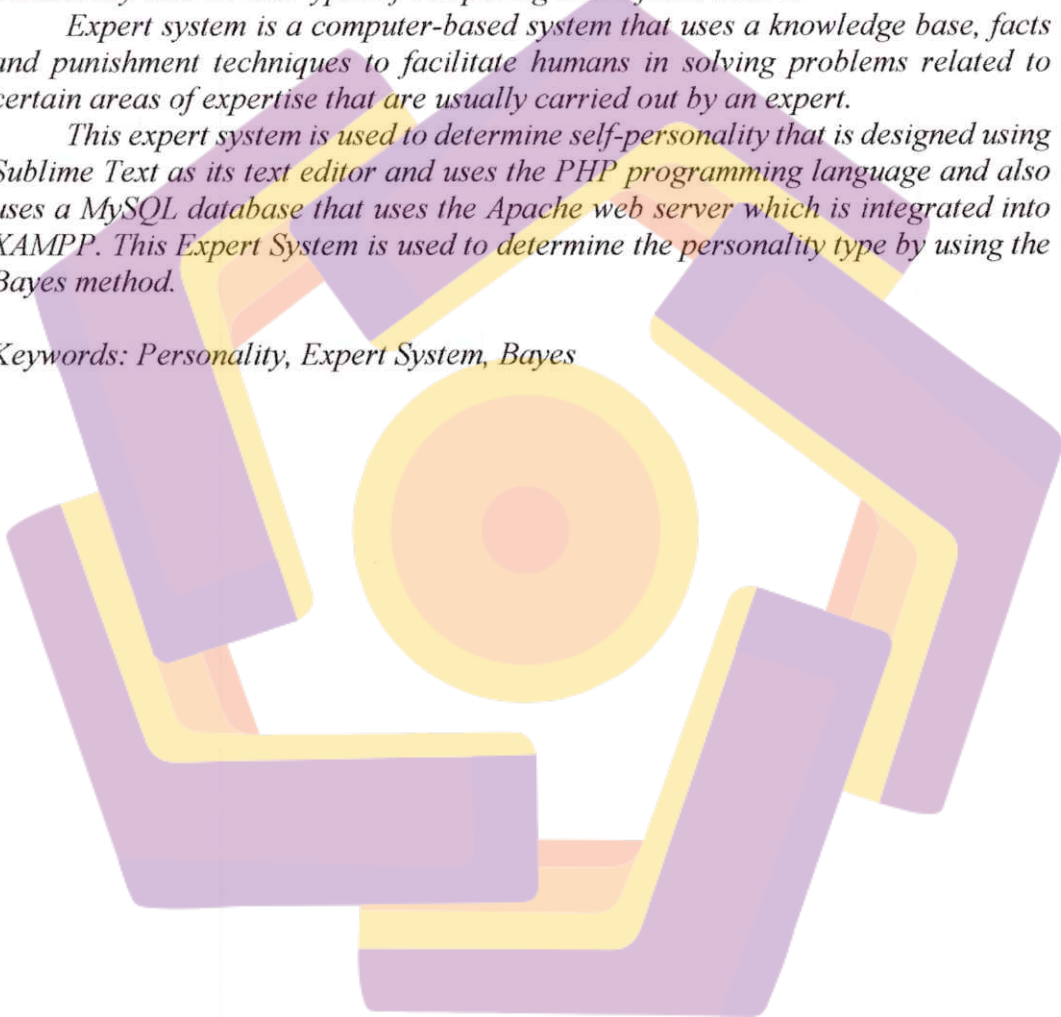 Expert system is a computer-based system that uses a knowledge base, facts
and punishment techniques to facilitate humans in solving problems related to
certain areas of expertise that are usually carried out by an expert.
This expert system is used to determine self-personality that is designed using
Sublime Text as its text editor and uses the PHP programming language and also
uses a MySQL database that uses the Apache web server which is integrated into
XAMPP. This Expert System is used to determine the personality type by using the
Bayes method.
Keywords: Personality, Expert System, Bayes